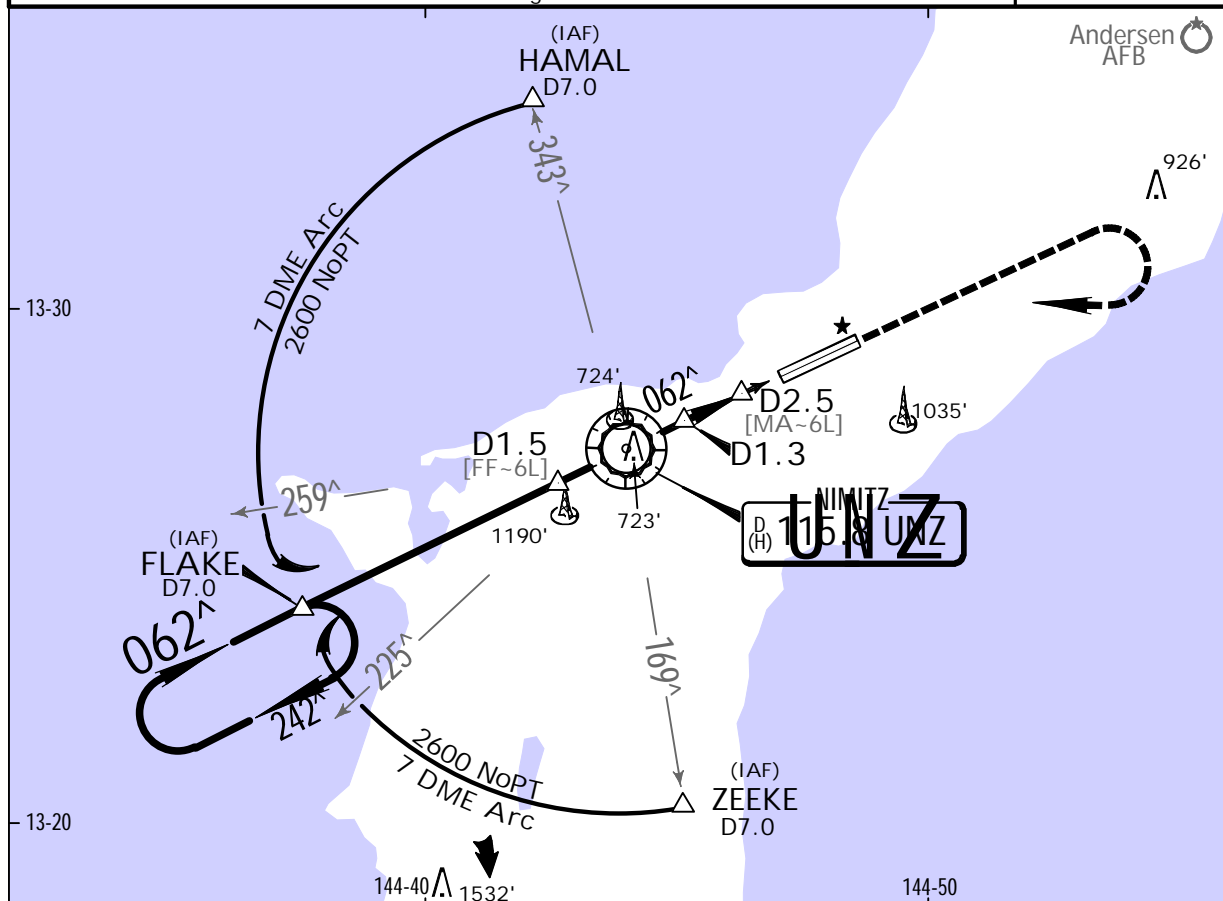 (IAF)
HAMAL
D7.0
Andersen
AFB
343^
926'
7 DME Arc
2600 NoPT
13-30
724'
062^
D2.5
[MA~6L]
1035'
D1.5
[FF~6L]
D1.3
259^
NIMITZ
D
(H)
115.8 UNZ
UNZ
1190'
723'
(IAF)
FLAKE
D7.0
062^
225^
169^
242^
2600 NoPT
7 DME Arc
(IAF)
ZEEKE
D7.0
13-20
144-40
1532'
144-50